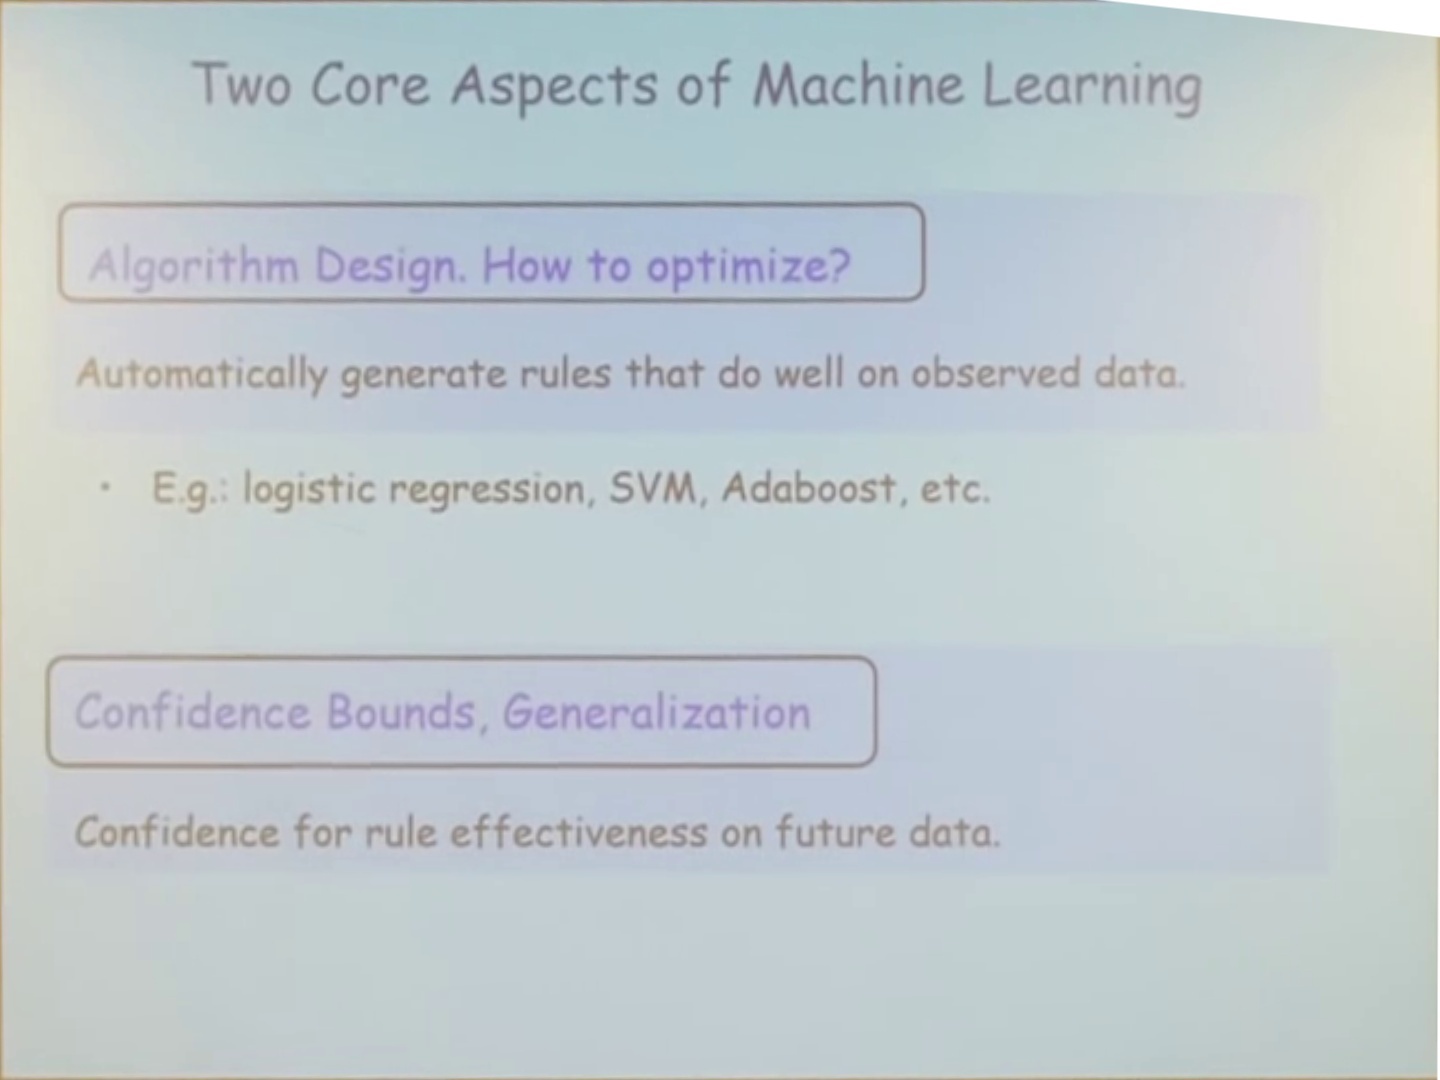 Two Core Aspects of Machine Learning
Algorithm Design. How to optimize?
Automatically generate rules that do well on observed data.
• E.g.: logistic regression, SVM, Adaboost, etc.
Confidence Bounds, Generalization
Confidence for rule effectiveness on future data.